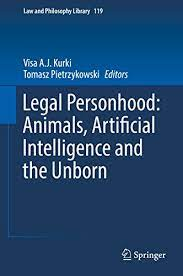 Law and Philosophy Library 119
Visa A.J. Kurki
Tomasz Pietrzykowski Editors
Legal Personhood:
Animals, Artificial
Intelligence and
the Unborn
Springer